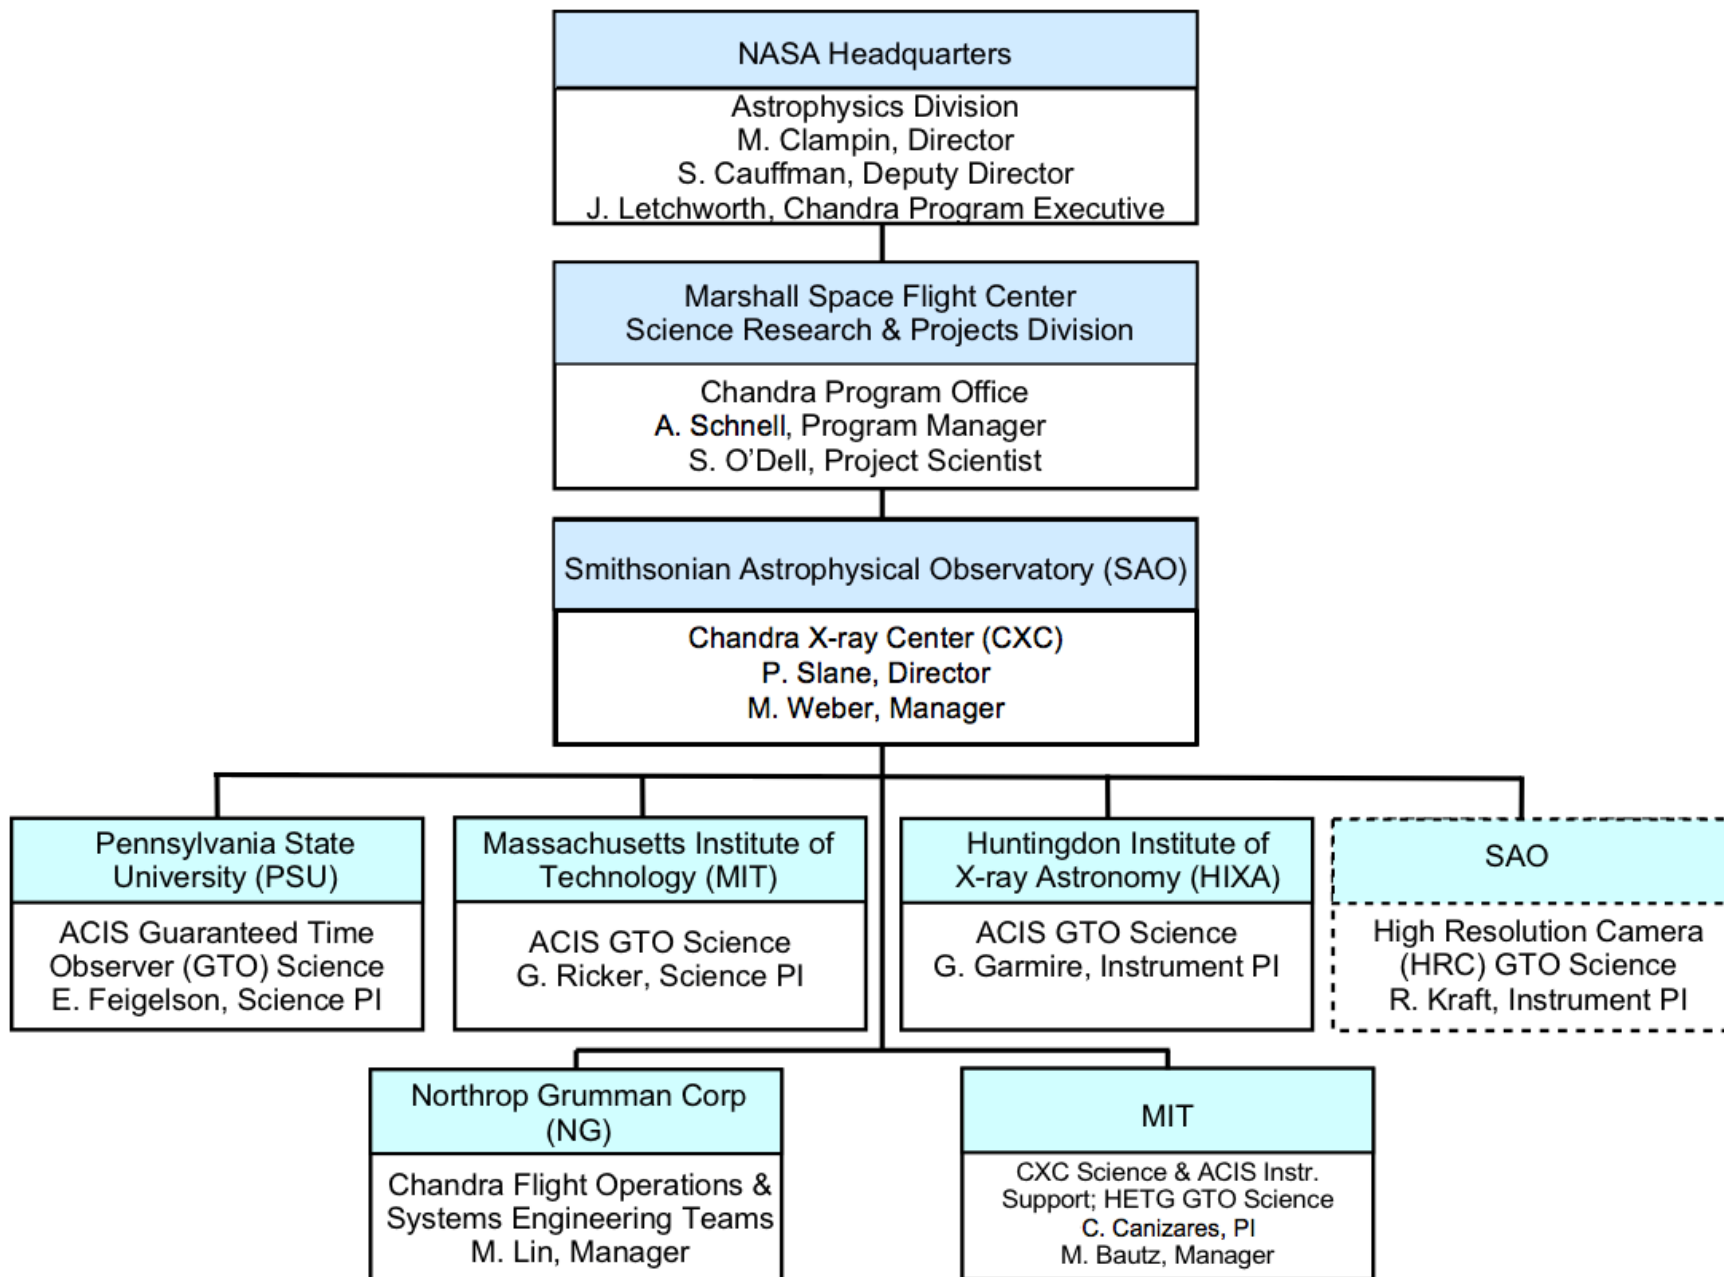 NASA Headquarters
Astrophysics Division
M. Clampin, Director
S. Cauffman, Deputy Director
J. Letchworth, Chandra Program Executive
Marshall Space Flight Center
Science Research & Projects Division
Chandra Program Office
A. Schnell, Program Manager
S. O’Dell, Project Scientist
Smithsonian Astrophysical Observatory (SAO)
Chandra X-ray Center (CXC)
P. Slane, Director
M. Weber, Manager
Pennsylvania State
University (PSU)
ACIS Guaranteed Time
Observer (GTO) Science
E. Feigelson, Science PI
Massachusetts Institute of
Technology (MIT)
ACIS GTO Science
G. Ricker, Science PI
Huntingdon Institute of
X-ray Astronomy (HIXA)
ACIS GTO Science
G. Garmire, Instrument PI
SAO
High Resolution Camera
(HRC) GTO Science
R. Kraft, Instrument PI
Northrop Grumman Corp
(NG)
Chandra Flight Operations &
Systems Engineering Teams
M. Lin, Manager
MIT
CXC Science & ACIS Instr.
Support; HETG GTO Science
C. Canizares, PI
M. Bautz, Manager